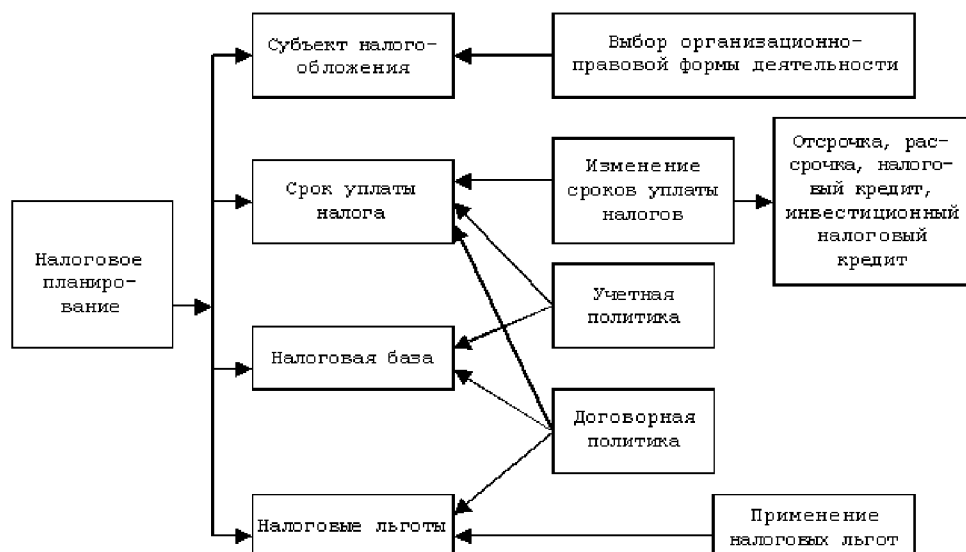 Субъект налого-
обложения
Выбор организационно-
правовой формы деятельности
Срок уплаты
налога
Изменение
сроков уплаты
налогов
Отсрочка, рас-
срочка, налого-
вый кредит,
инвестиционный
налоговый
кредит
Налоговое
планиро-
вание
Учетная
политика
Налоговая база
Договорная
политика
Налоговые льготы
Применение
налоговых льгот